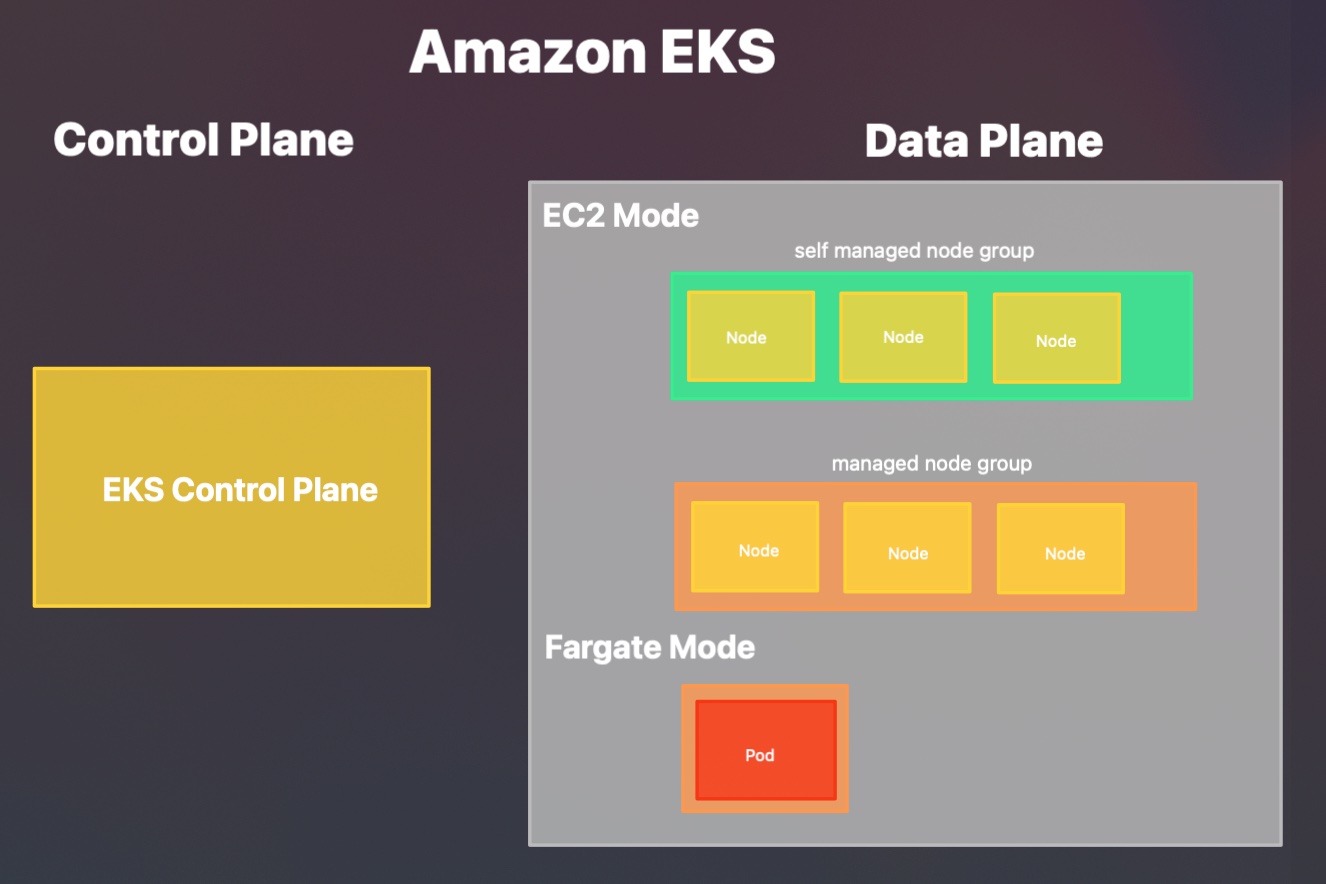 Amazon EKS
Control Plane
Data Plane
EC2 Mode
self managed node group
Node
Node
Node
EKS Control Plane
managed node group
Node
Node
Node
Fargate Mode
Pod